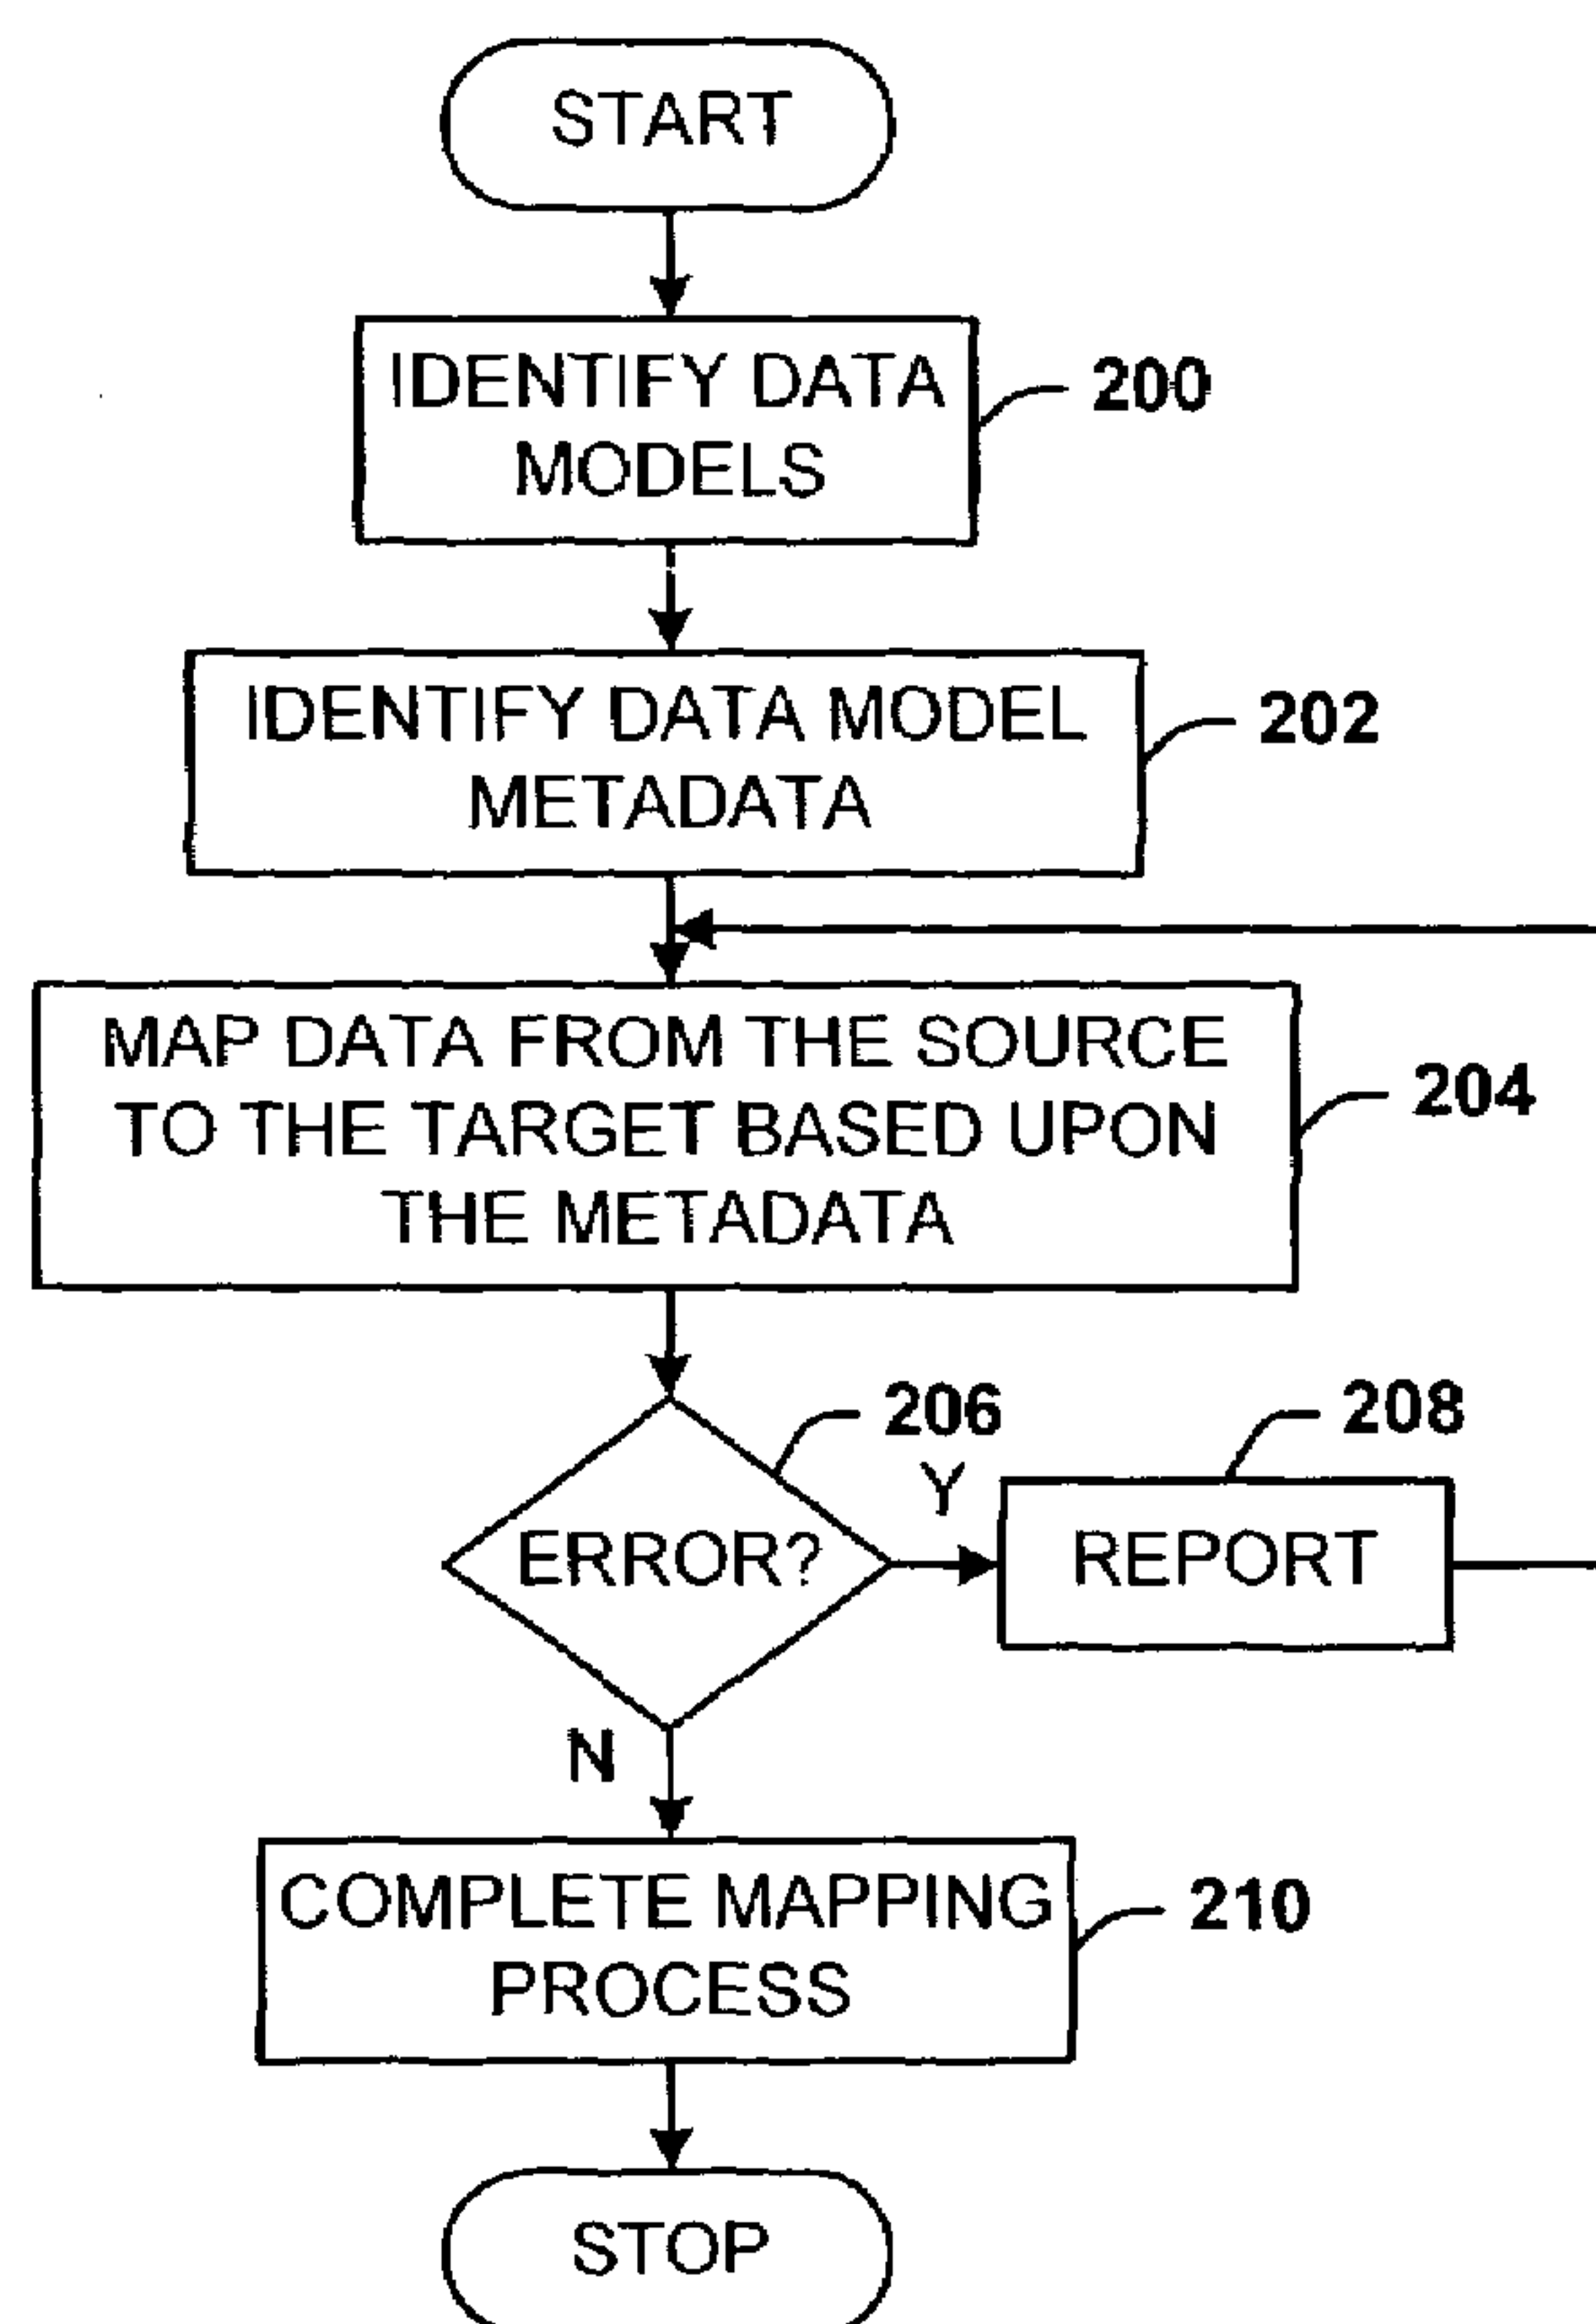 START
IDENTIFY DATA
MODELS
200
IDENTIFY DATA MODEL
METADATA
202
MAP DATA FROM THE SOURCE
TO THE TARGET BASED UPON
THE METADATA
204
206
208
Y
ERROR?
REPORT
N
COMPLETE MAPPING
PROCESS
210
STOP